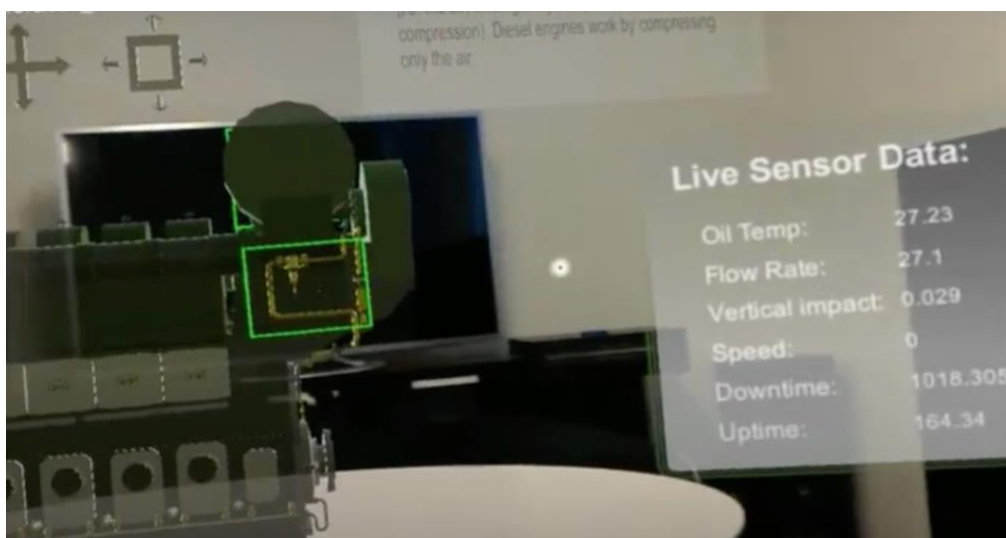 compression). Diesel engines work by compressing
only the air
Live Sensor Data:
Oil Temp: 27.23
Flow Rate: 27.1
Vertical impact: 0.029
Speed: 0
Downtime: 1018.305
Uptime: 164.34